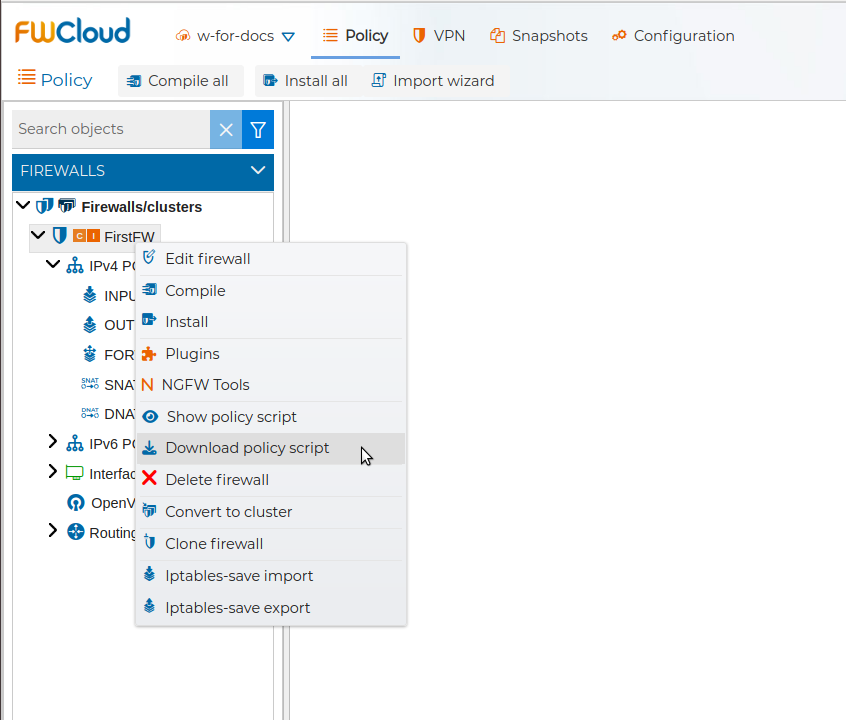 FWCloud
w-for-docs
Policy
VPN
Snapshots
Configuration
Policy
Compile all
Install all
Import wizard
Search objects
FIREWALLS
Firewalls/clusters
C I FirstFW
IPv4 PO
INPU
OUT
FOR
SNAT SNA
DNAT DNA
IPv6 PO
Interfac
OpenV
Routing
Edit firewall
Compile
Install
Plugins
N NGFW Tools
Show policy script
Download policy script
Delete firewall
Convert to cluster
Clone firewall
Iptables-save import
Iptables-save export